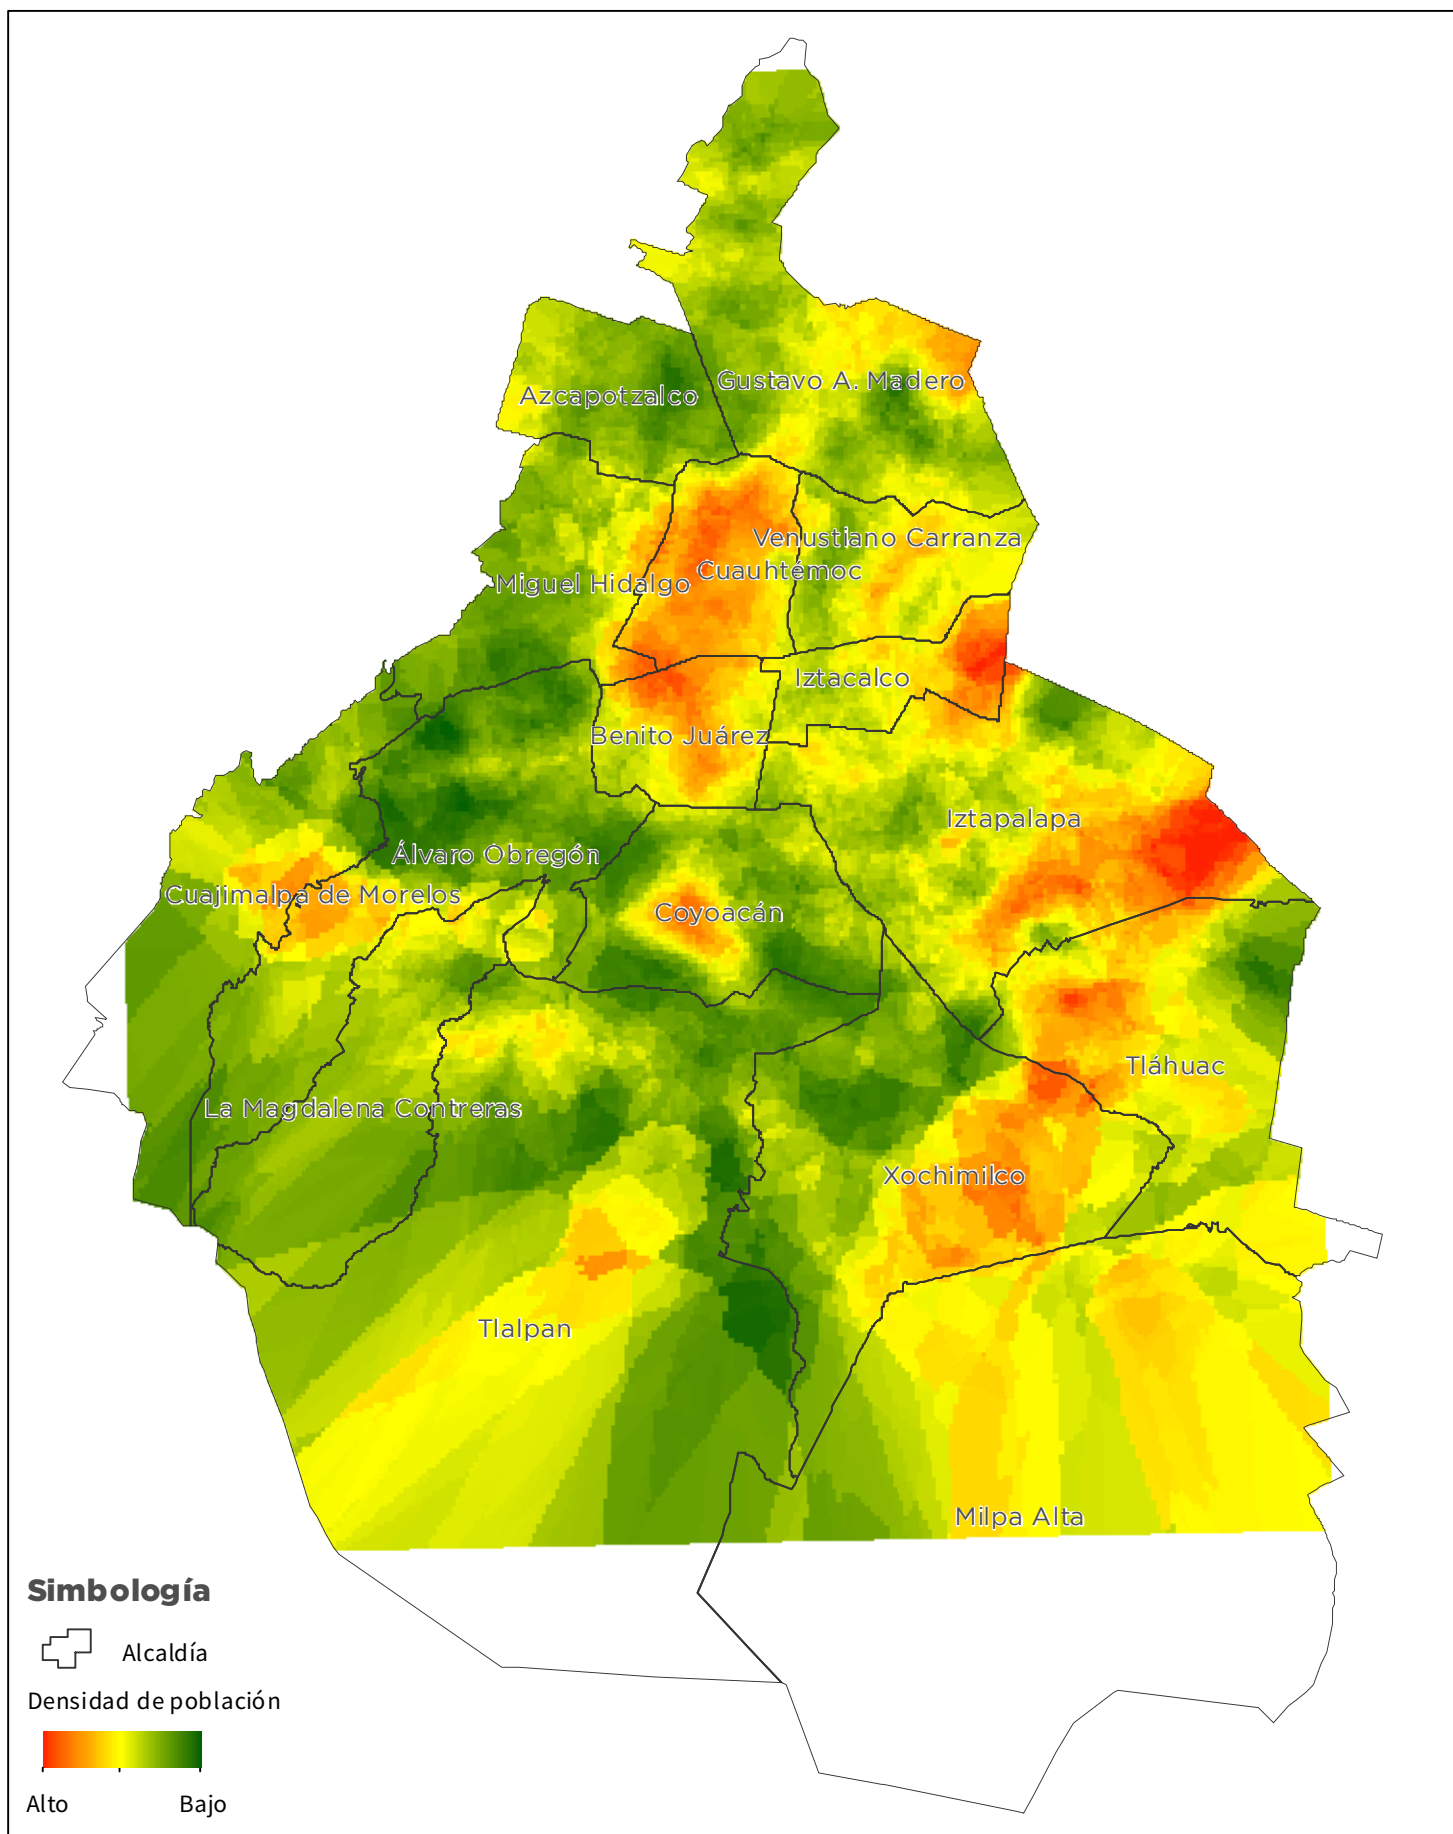 Azcapotzalco
Gustavo A. Madero
Venustiano Carranza
Cuauhtémoc
Miguel Hidalgo
Iztacalco
Benito Juárez
Iztapalapa
Álvaro Obregón
Cuajimalpa de Morelos
Coyoacán
Tláhuac
La Magdalena Contreras
Xochimilco
Tlalpan
Milpa Alta
Simbología
Alcaldía
Densidad de población
Alto Bajo